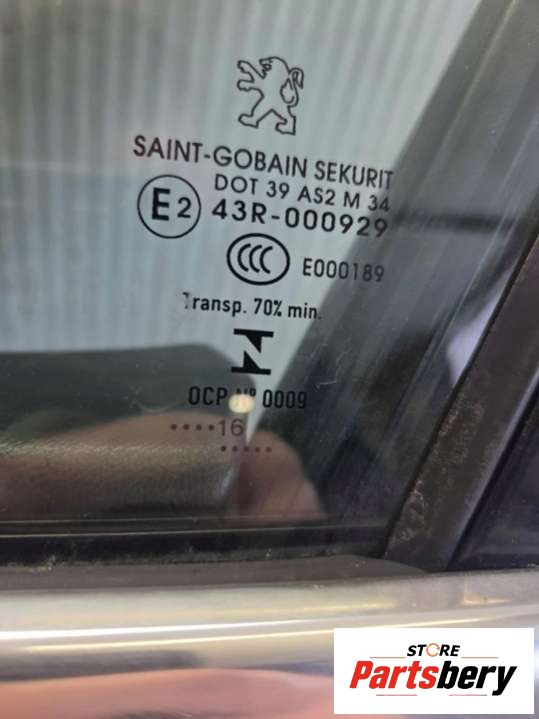 SAINT-GOBAIN SEKURIT
DOT 39 AS2 M 34
E2 43R-000929
CCC E000189
Transp. 70% min.
OCP Nº 0009
....16
.....
STORE
Partsbery